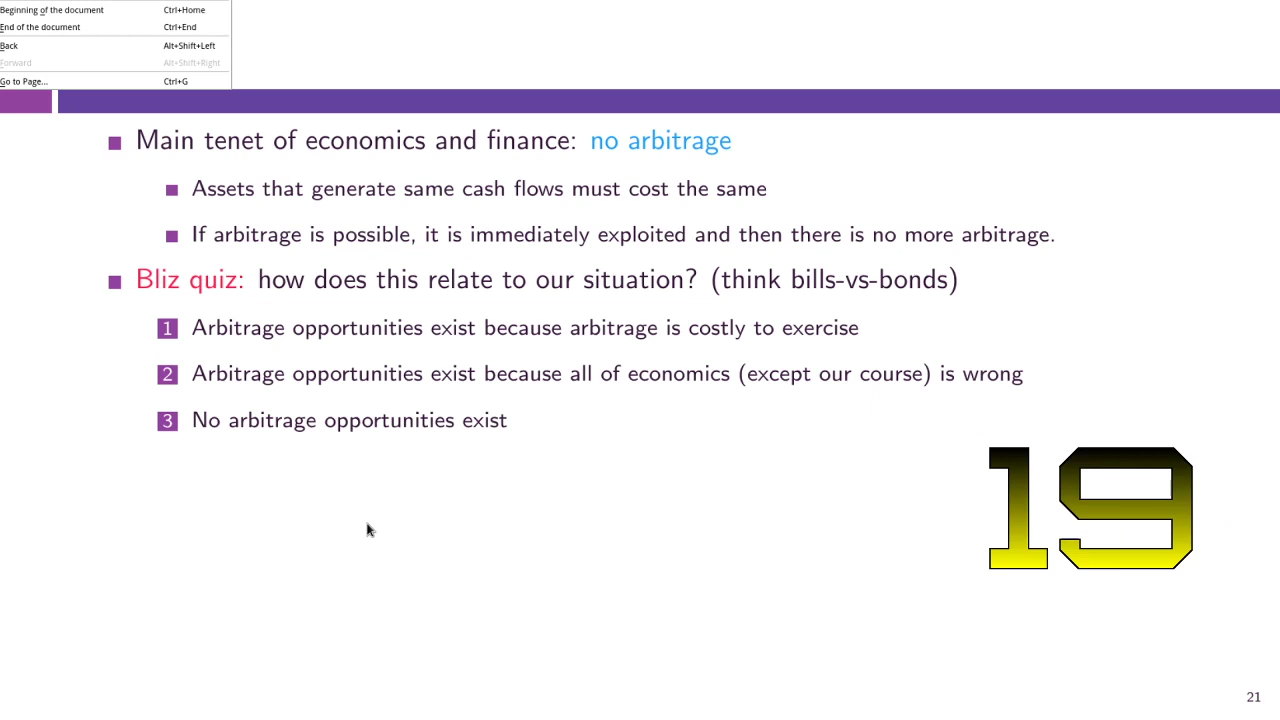 Beginning of the document Ctrl+Home
End of the document Ctrl+End
Back Alt+Shift+Left
Forward Alt+Shift+Right
Go to Page... Ctrl+G
Main tenet of economics and finance: no arbitrage
Assets that generate same cash flows must cost the same
If arbitrage is possible, it is immediately exploited and then there is no more arbitrage.
Bliz quiz: how does this relate to our situation? (think bills-vs-bonds)
1 Arbitrage opportunities exist because arbitrage is costly to exercise
2 Arbitrage opportunities exist because all of economics (except our course) is wrong
3 No arbitrage opportunities exist
19
21